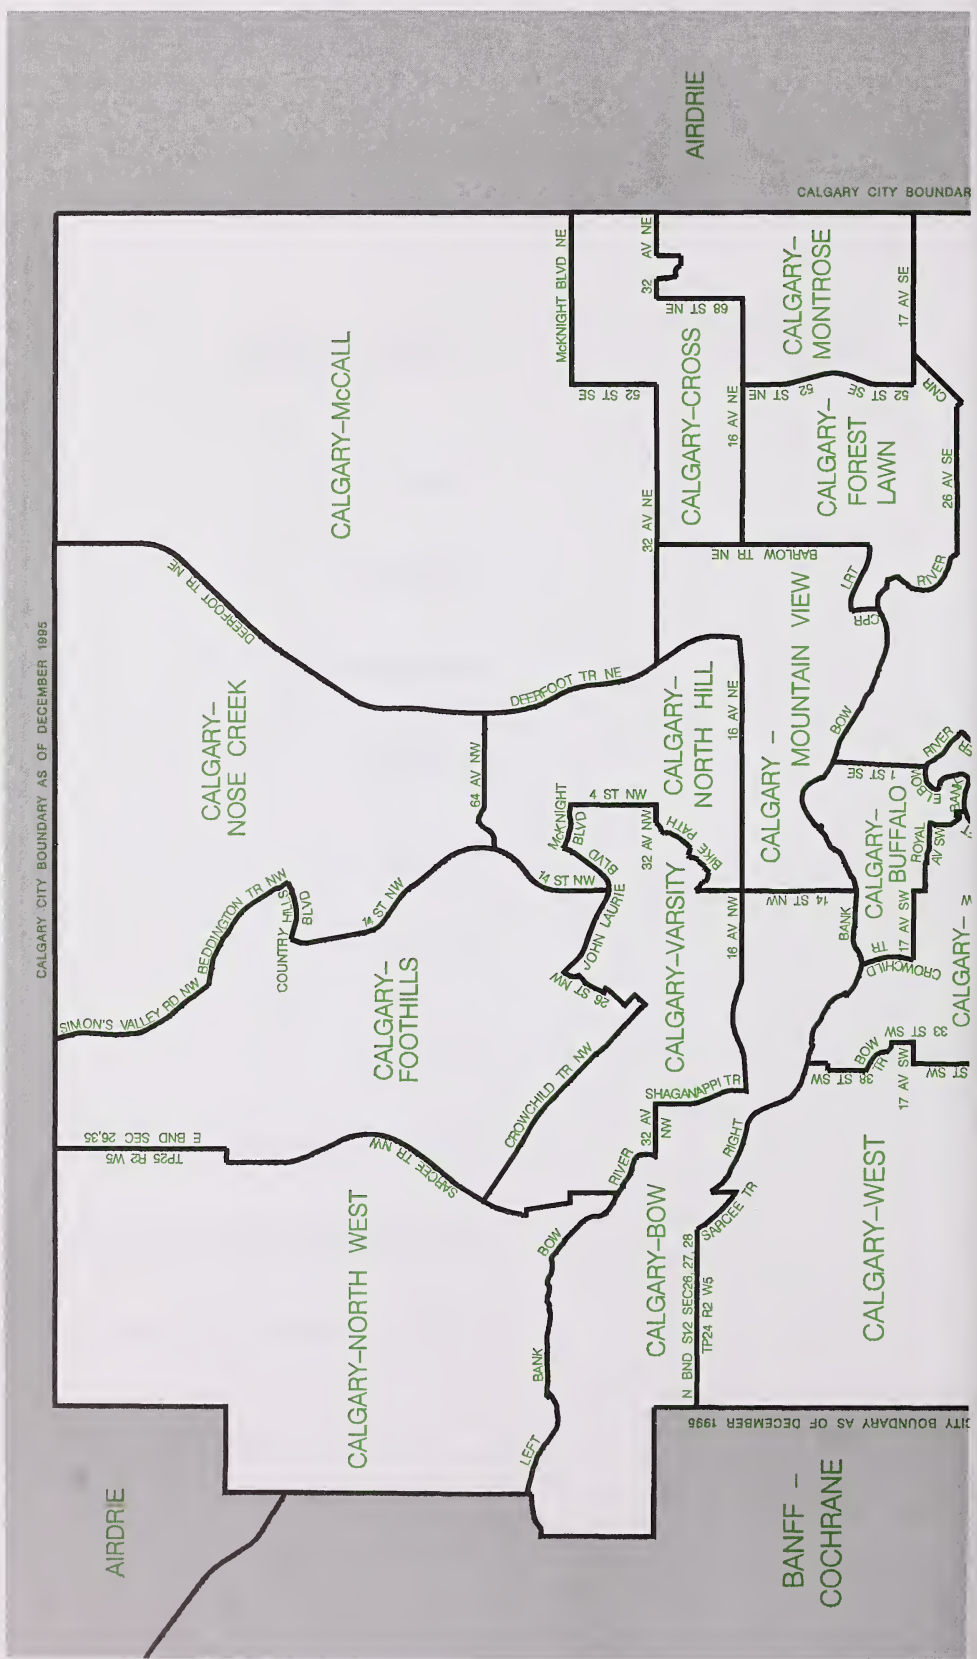 CALGARY CITY BOUNDARY AS OF DECEMBER 1995
AIRDRIE
AIRDRIE
SIMON'S VALLEY RD NW
BEDDINGTON TR NW
COUNTRY HILLS
BLVD
DEERFOOT TR NE
E BND SEC 26,35
TP25 R2 W5
CALGARY–
NOSE CREEK
CALGARY–McCALL
CALGARY–NORTH WEST
CALGARY–
FOOTHILLS
14 ST NW
SARCEE TR NW
64 AV NW
DEERFOOT TR NE
14 ST NW
McKNIGHT
BLVD
JOHN LAURIE
BLVD
26 ST NW
CROWCHILD TR NW
4 ST NW
32 AV NW
BIKE PATH
McKNIGHT BLVD NE
52 ST SE
32 AV NE
32 AV NE
68 ST NE
CALGARY CITY BOUNDAR
LEFT
BANK
BOW
RIVER
32 AV
NW
SHAGANAPPI TR
CALGARY–BOW
CALGARY–VARSITY
CALGARY–
NORTH HILL
CALGARY–CROSS
16 AV NW
16 AV NE
16 AV NE
N BND S1/2 SEC26, 27, 28
TP24 R2 W5
SARCEE TR
RIGHT
BANK
BOW
RIVER
14 ST NW
BARLOW TR NE
LRT
CPR
CALGARY –
MOUNTAIN VIEW
CALGARY–
MONTROSE
52 ST NE
52 ST SE
52
17 AV SE
CNR
26 AV SE
CALGARY–
FOREST
LAWN
CALGARY–WEST
38 ST SW
BOW
TR
33 ST SW
17 AV SW
ST SW
CROWCHILD
TR
17 AV SW
CALGARY–
BUFFALO
ROYAL
AV SW
1 ST SE
ELBOW
RIVER
BANK
CALGARY–
W
CITY BOUNDARY AS OF DECEMBER 1995
BANFF –
COCHRANE